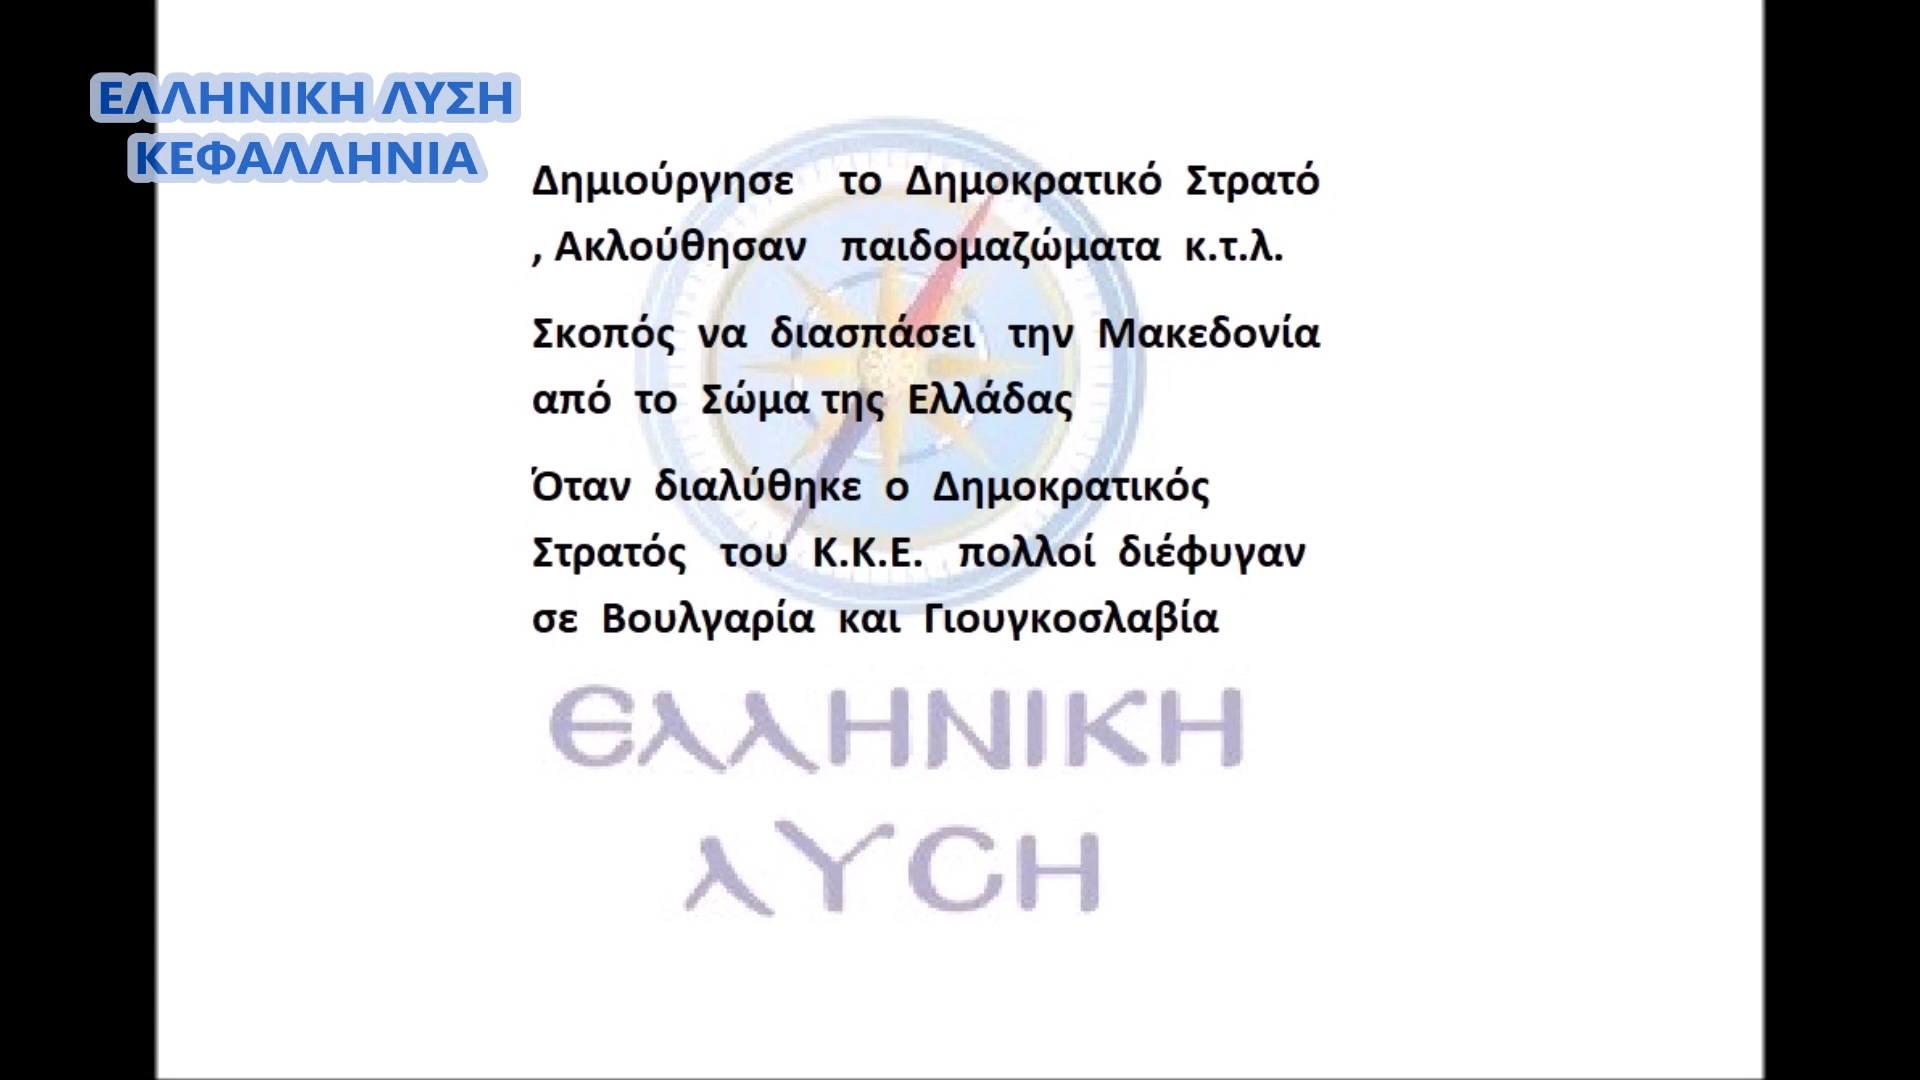 ΕΛΛΗΝΙΚΗ ΛΥΣΗ
ΚΕΦΑΛΛΗΝΙΑ
Δημιούργησε το Δημοκρατικό Στρατό
, Ακλούθησαν παιδομαζώματα κ.τ.λ.
Σκοπός να διασπάσει την Μακεδονία
από το Σώμα της Ελλάδας
Όταν διαλύθηκε ο Δημοκρατικός
Στρατός του Κ.Κ.Ε. πολλοί διέφυγαν
σε Βουλγαρία και Γιουγκοσλαβία
ΕΛΛΗΝΙΚΗ
ΛΥСΗ